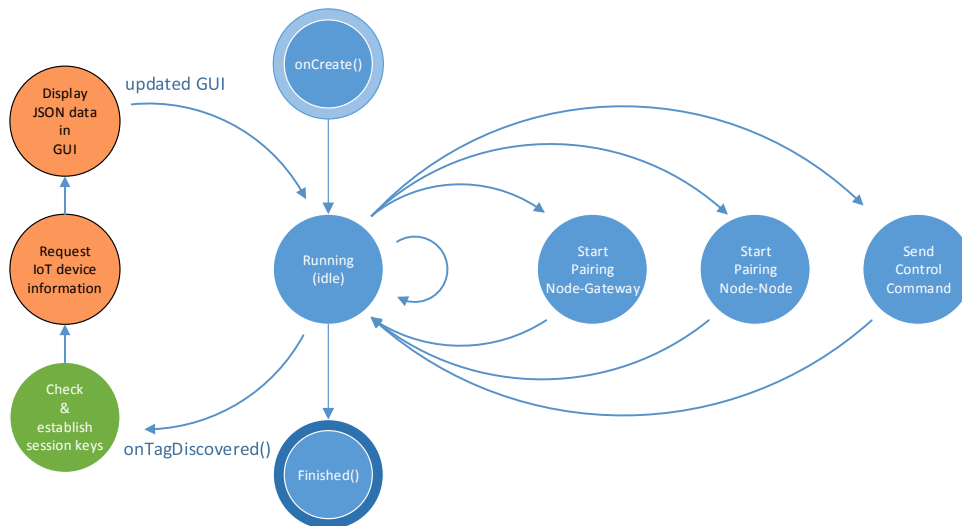 onCreate()
Display
JSON data
in
GUI
updated GUI
Request
IoT device
information
Running
(idle)
Start
Pairing
Node-Gateway
Start
Pairing
Node-Node
Send
Control
Command
Check
&
establish
session keys
onTagDiscovered()
Finished()